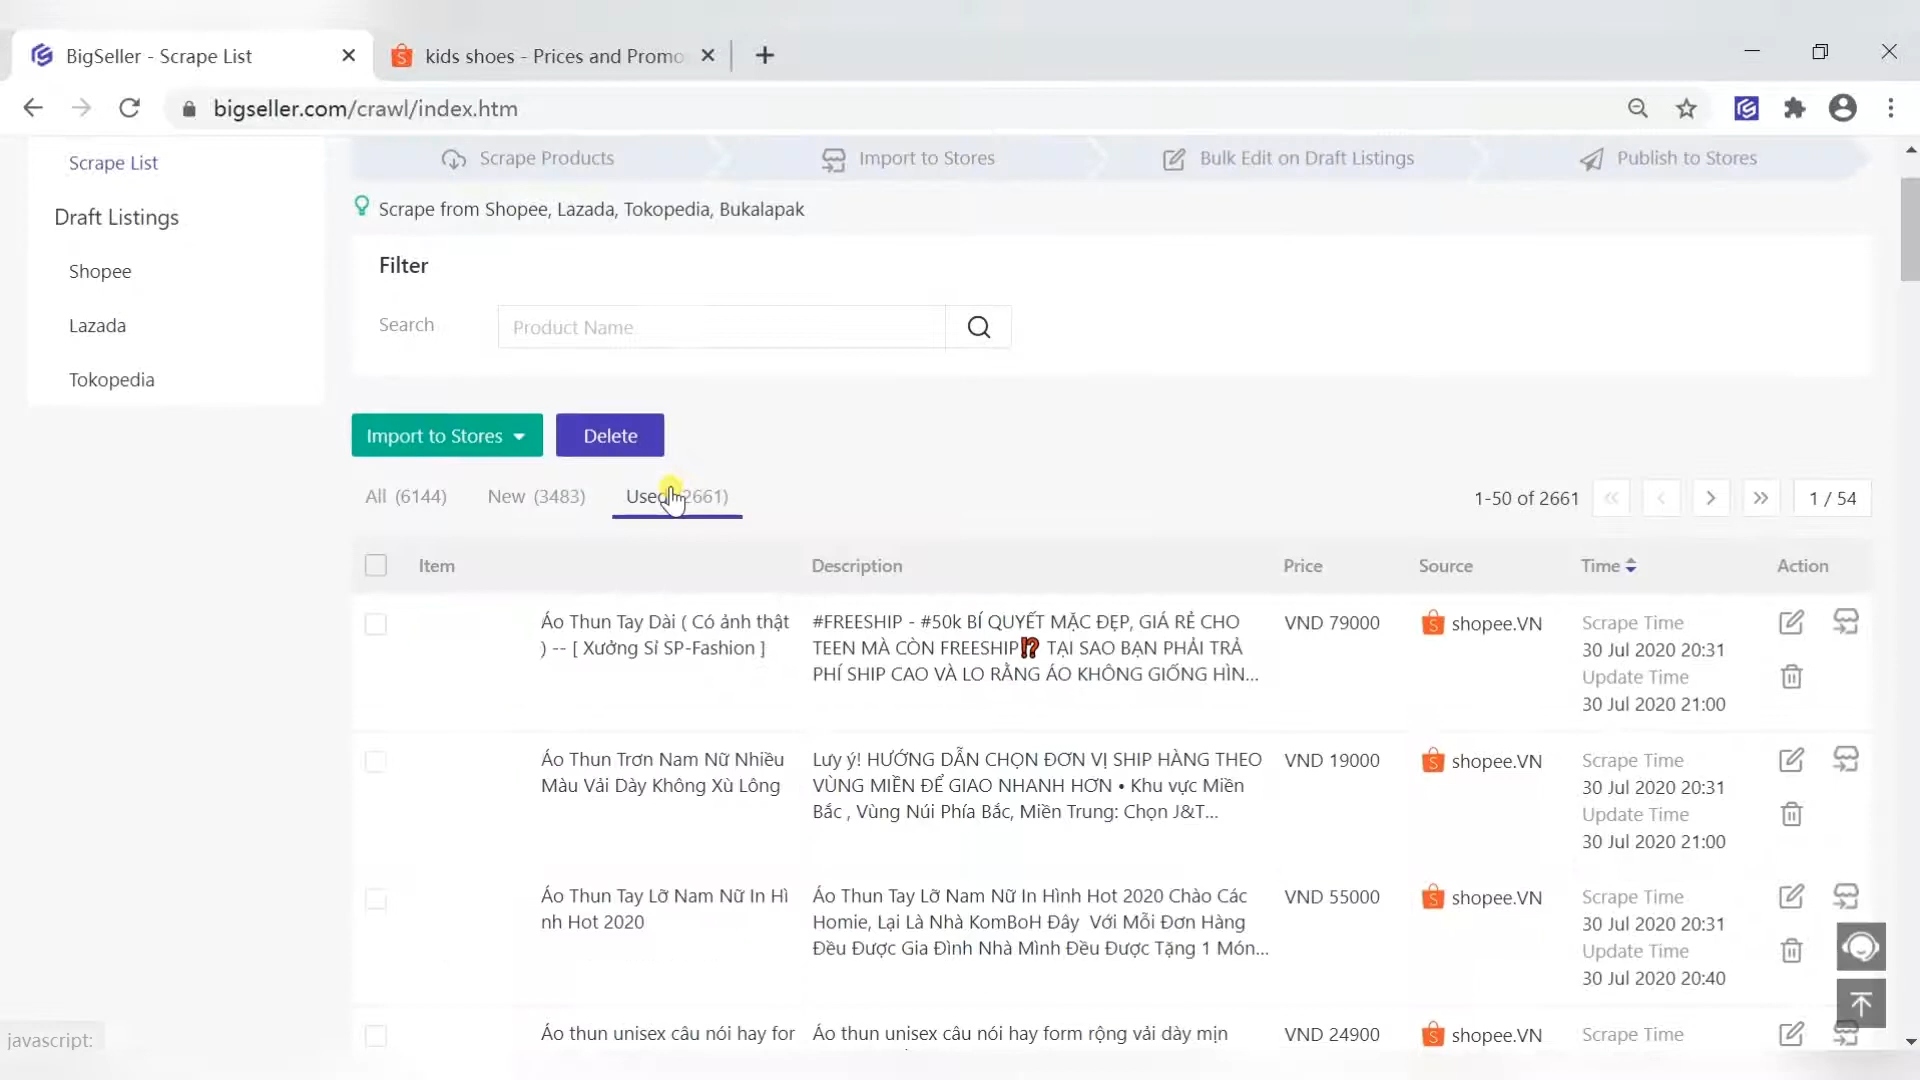 BigSeller - Scrape List
kids shoes - Prices and Promo
bigseller.com/crawl/index.htm
Scrape List
Draft Listings
Shopee
Lazada
Tokopedia
Scrape Products
Import to Stores
Bulk Edit on Draft Listings
Publish to Stores
Scrape from Shopee, Lazada, Tokopedia, Bukalapak
Filter
Search
Product Name
Import to Stores
Delete
All (6144)
New (3483)
Used 2661)
1-50 of 2661
1 / 54
Item
Description
Price
Source
Time
Action
Áo Thun Tay Dài ( Có ảnh thật
) -- [ Xưởng Sỉ SP-Fashion ]
#FREESHIP - #50k BÍ QUYẾT MẶC ĐẸP, GIÁ RẺ CHO
TEEN MÀ CÒN FREESHIP⁉ TẠI SAO BẠN PHẢI TRẢ
PHÍ SHIP CAO VÀ LO RẰNG ÁO KHÔNG GIỐNG HÌN...
VND 79000
shopee.VN
Scrape Time
30 Jul 2020 20:31
Update Time
30 Jul 2020 21:00
Áo Thun Trơn Nam Nữ Nhiều
Màu Vải Dày Không Xù Lông
Lưy ý! HƯỚNG DẪN CHỌN ĐƠN VỊ SHIP HÀNG THEO
VÙNG MIỀN ĐỂ GIAO NHANH HƠN • Khu vực Miền
Bắc , Vùng Núi Phía Bắc, Miền Trung: Chọn J&T...
VND 19000
shopee.VN
Scrape Time
30 Jul 2020 20:31
Update Time
30 Jul 2020 21:00
Áo Thun Tay Lỡ Nam Nữ In Hì
nh Hot 2020
Áo Thun Tay Lỡ Nam Nữ In Hình Hot 2020 Chào Các
Homie, Lại Là Nhà KomBoH Đây Với Mỗi Đơn Hàng
Đều Được Gia Đình Nhà Mình Đều Được Tặng 1 Món...
VND 55000
shopee.VN
Scrape Time
30 Jul 2020 20:31
Update Time
30 Jul 2020 20:40
Áo thun unisex câu nói hay for
Áo thun unisex câu nói hay form rộng vải dày mịn
VND 24900
shopee.VN
Scrape Time
javascript: